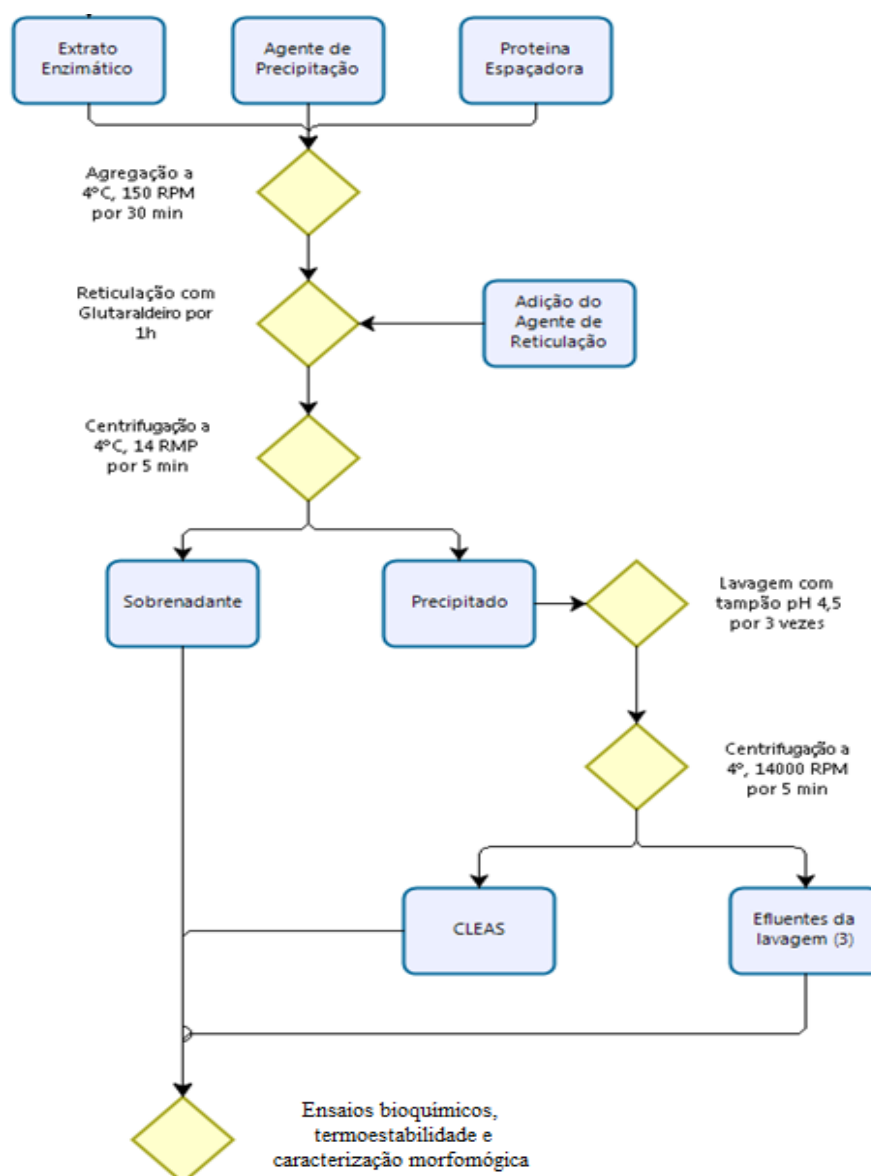 Extrato
Enzimático
Agente de
Precipitação
Proteina
Espaçadora
Agregação a
4°C, 150 RPM
por 30 min
Reticulação com
Glutaraldeiro por
1h
Adição do
Agente de
Reticulação
Centrifugação a
4°C, 14 RMP
por 5 min
Sobrenadante
Precipitado
Lavagem com
tampão pH 4,5
por 3 vezes
Centrifugação a
4º, 14000 RPM
por 5 min
CLEAS
Efluentes da
lavagem (3)
Ensaios bioquímicos,
termoestabilidade e
caracterização morfomógica